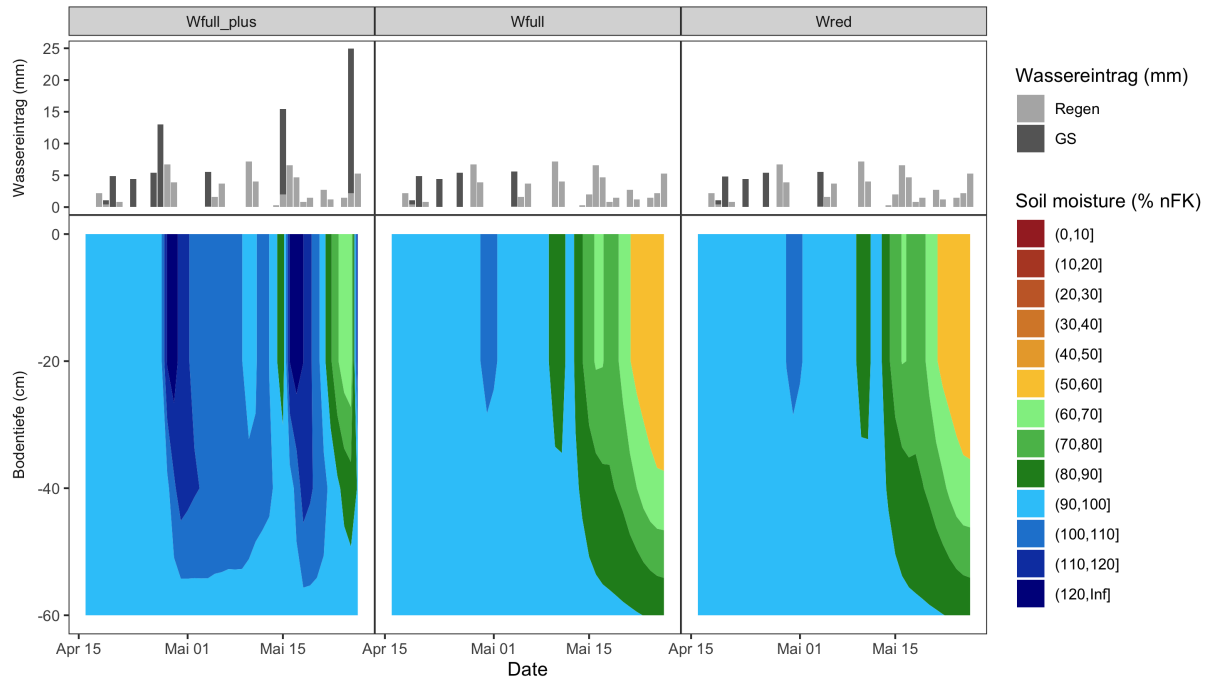 Wfull_plus Wfull Wred
Wassereintrag (mm)
25
20
15
10
5
0
Bodentiefe (cm)
0
-20
-40
-60
Apr 15 Mai 01 Mai 15 Apr 15 Mai 01 Mai 15 Apr 15 Mai 01 Mai 15
Date
Wassereintrag (mm)
Regen
GS
Soil moisture (% nFK)
(0,10]
(10,20]
(20,30]
(30,40]
(40,50]
(50,60]
(60,70]
(70,80]
(80,90]
(90,100]
(100,110]
(110,120]
(120,Inf]